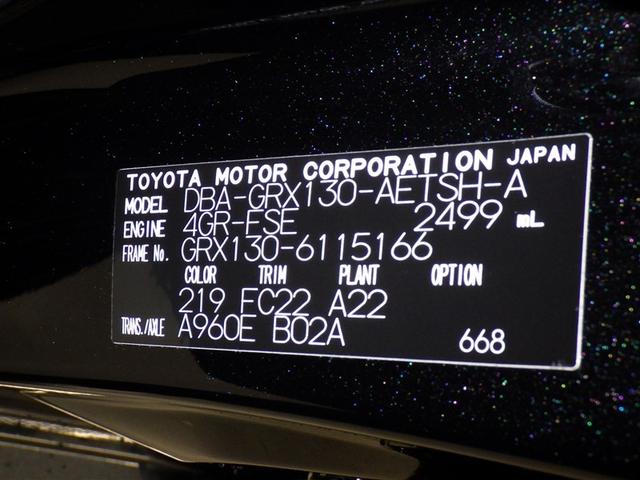 TOYOTA MOTOR CORPORATION JAPAN
MODEL DBA-GRX130-AETSH-A
ENGINE 4GR-FSE 2499 mL
FRAME No. GRX130-6115166
COLOR TRIM PLANT OPTION
219 FC22 A22
TRANS./AXLE A960E B02A 668